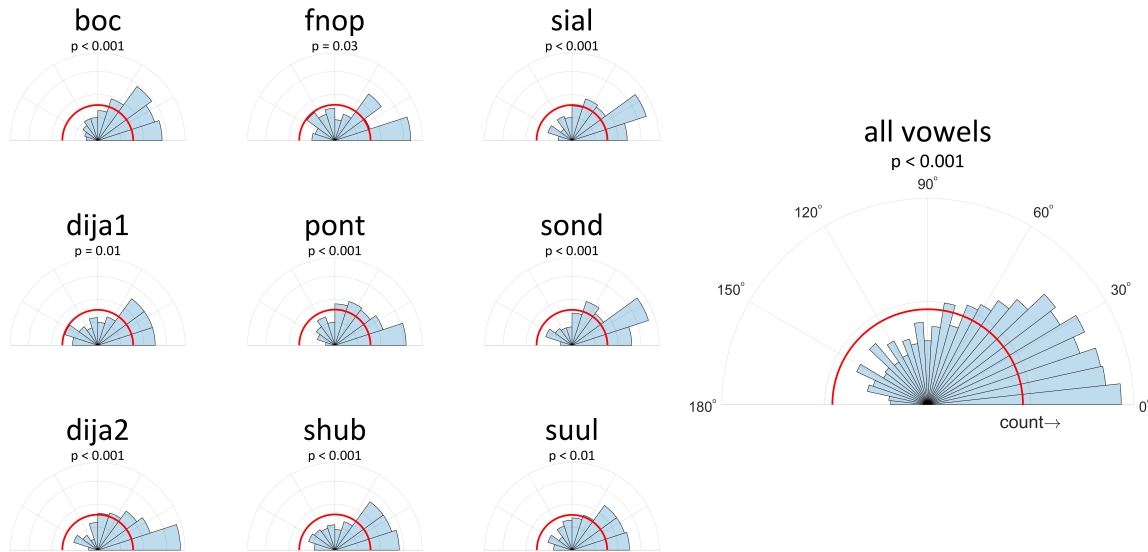 boc
p < 0.001
fnop
p = 0.03
sial
p < 0.001
dija1
p = 0.01
pont
p < 0.001
sond
p < 0.001
dija2
p < 0.001
shub
p < 0.001
suul
p < 0.01
all vowels
p < 0.001
90°
120°
60°
150°
30°
180°
0°
count→